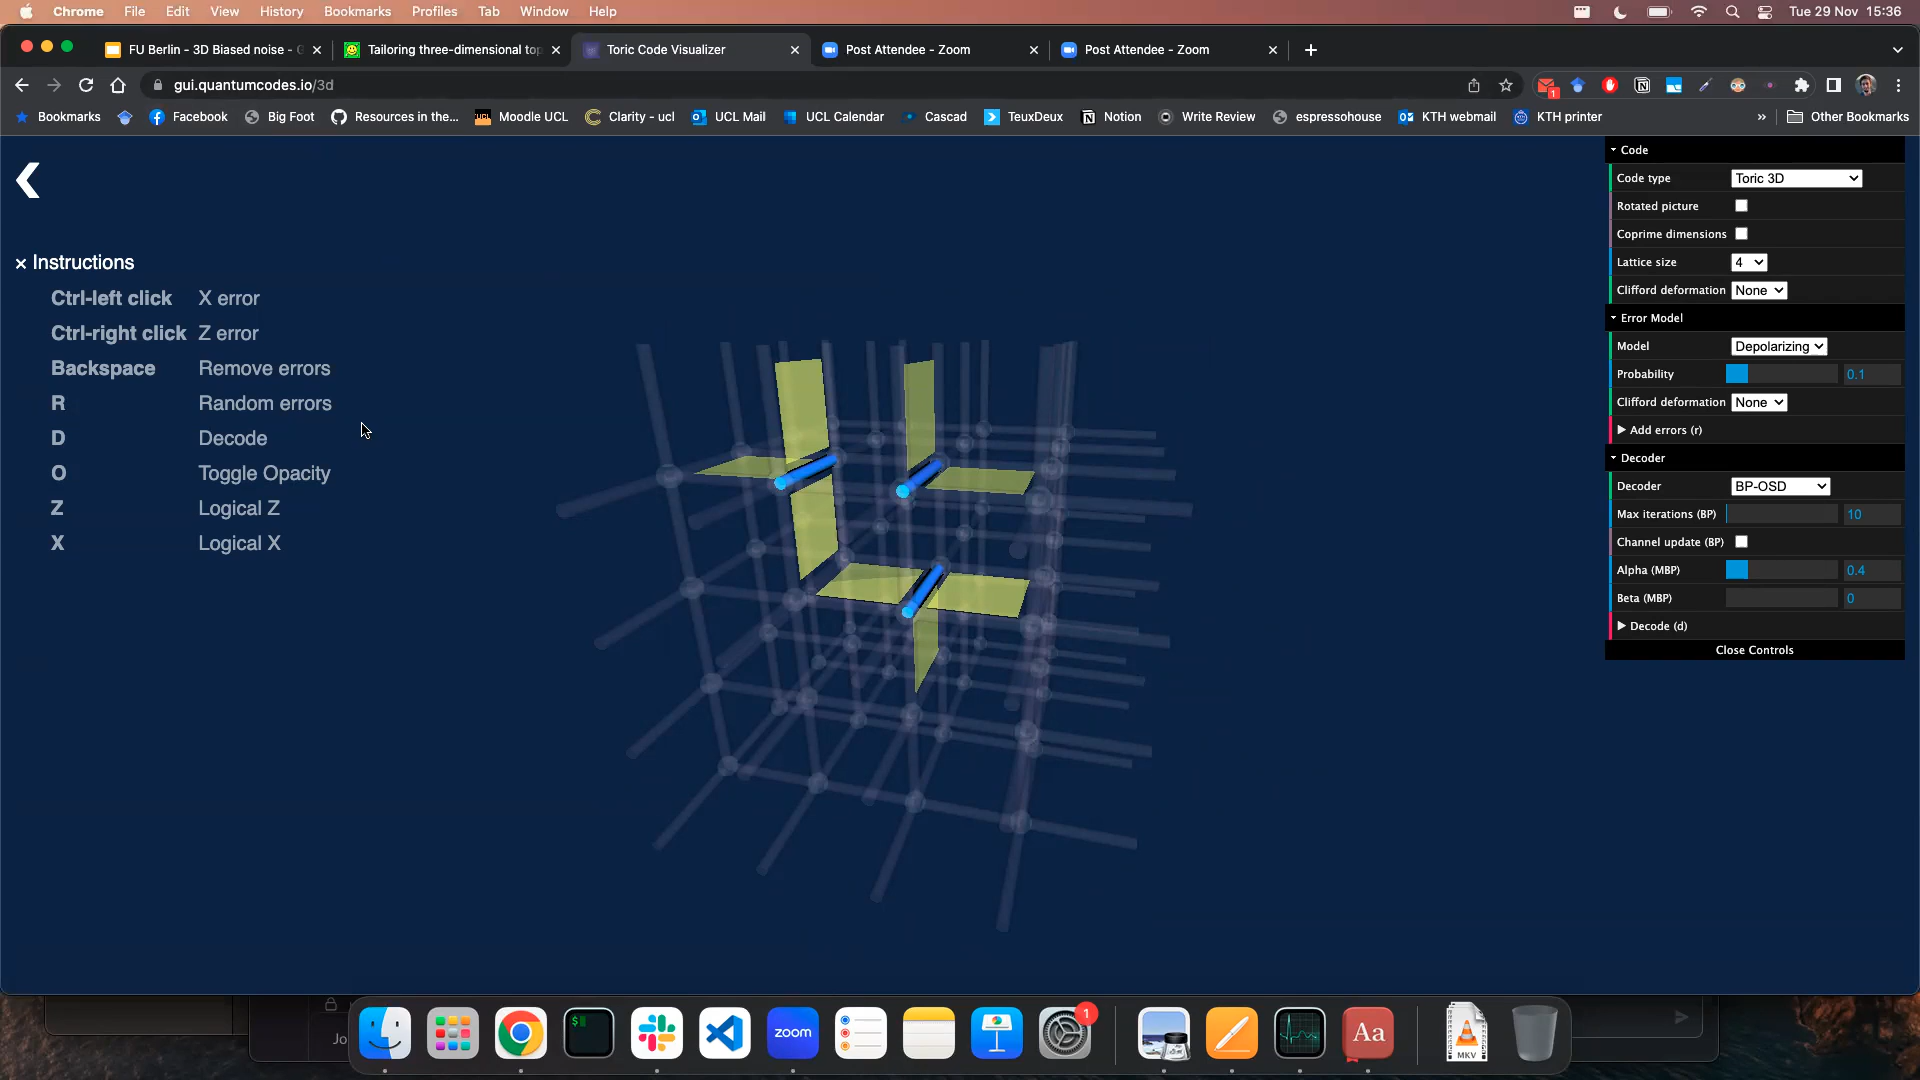 Chrome File Edit View History Bookmarks Profiles Tab Window Help Tue 29 Nov 15:36
FU Berlin - 3D Biased noise - G Tailoring three-dimensional top Toric Code Visualizer Post Attendee - Zoom Post Attendee - Zoom
gui.quantumcodes.io/3d
1
Bookmarks Facebook Big Foot Resources in the... Moodle UCL Clarity - ucl UCL Mail UCL Calendar Cascad TeuxDeux Notion Write Review espressohouse KTH webmail KTH printer » Other Bookmarks
× Instructions
Ctrl-left click X error
Ctrl-right click Z error
Backspace Remove errors
R Random errors
D Decode
O Toggle Opacity
Z Logical Z
X Logical X
Code
Code type Toric 3D
Rotated picture
Coprime dimensions
Lattice size 4
Clifford deformation None
Error Model
Model Depolarizing
Probability 0.1
Clifford deformation None
Add errors (r)
Decoder
Decoder BP-OSD
Max iterations (BP) 10
Channel update (BP)
Alpha (MBP) 0.4
Beta (MBP) 0
Decode (d)
Close Controls
Jo
$
zoom
1
Aa
MKV